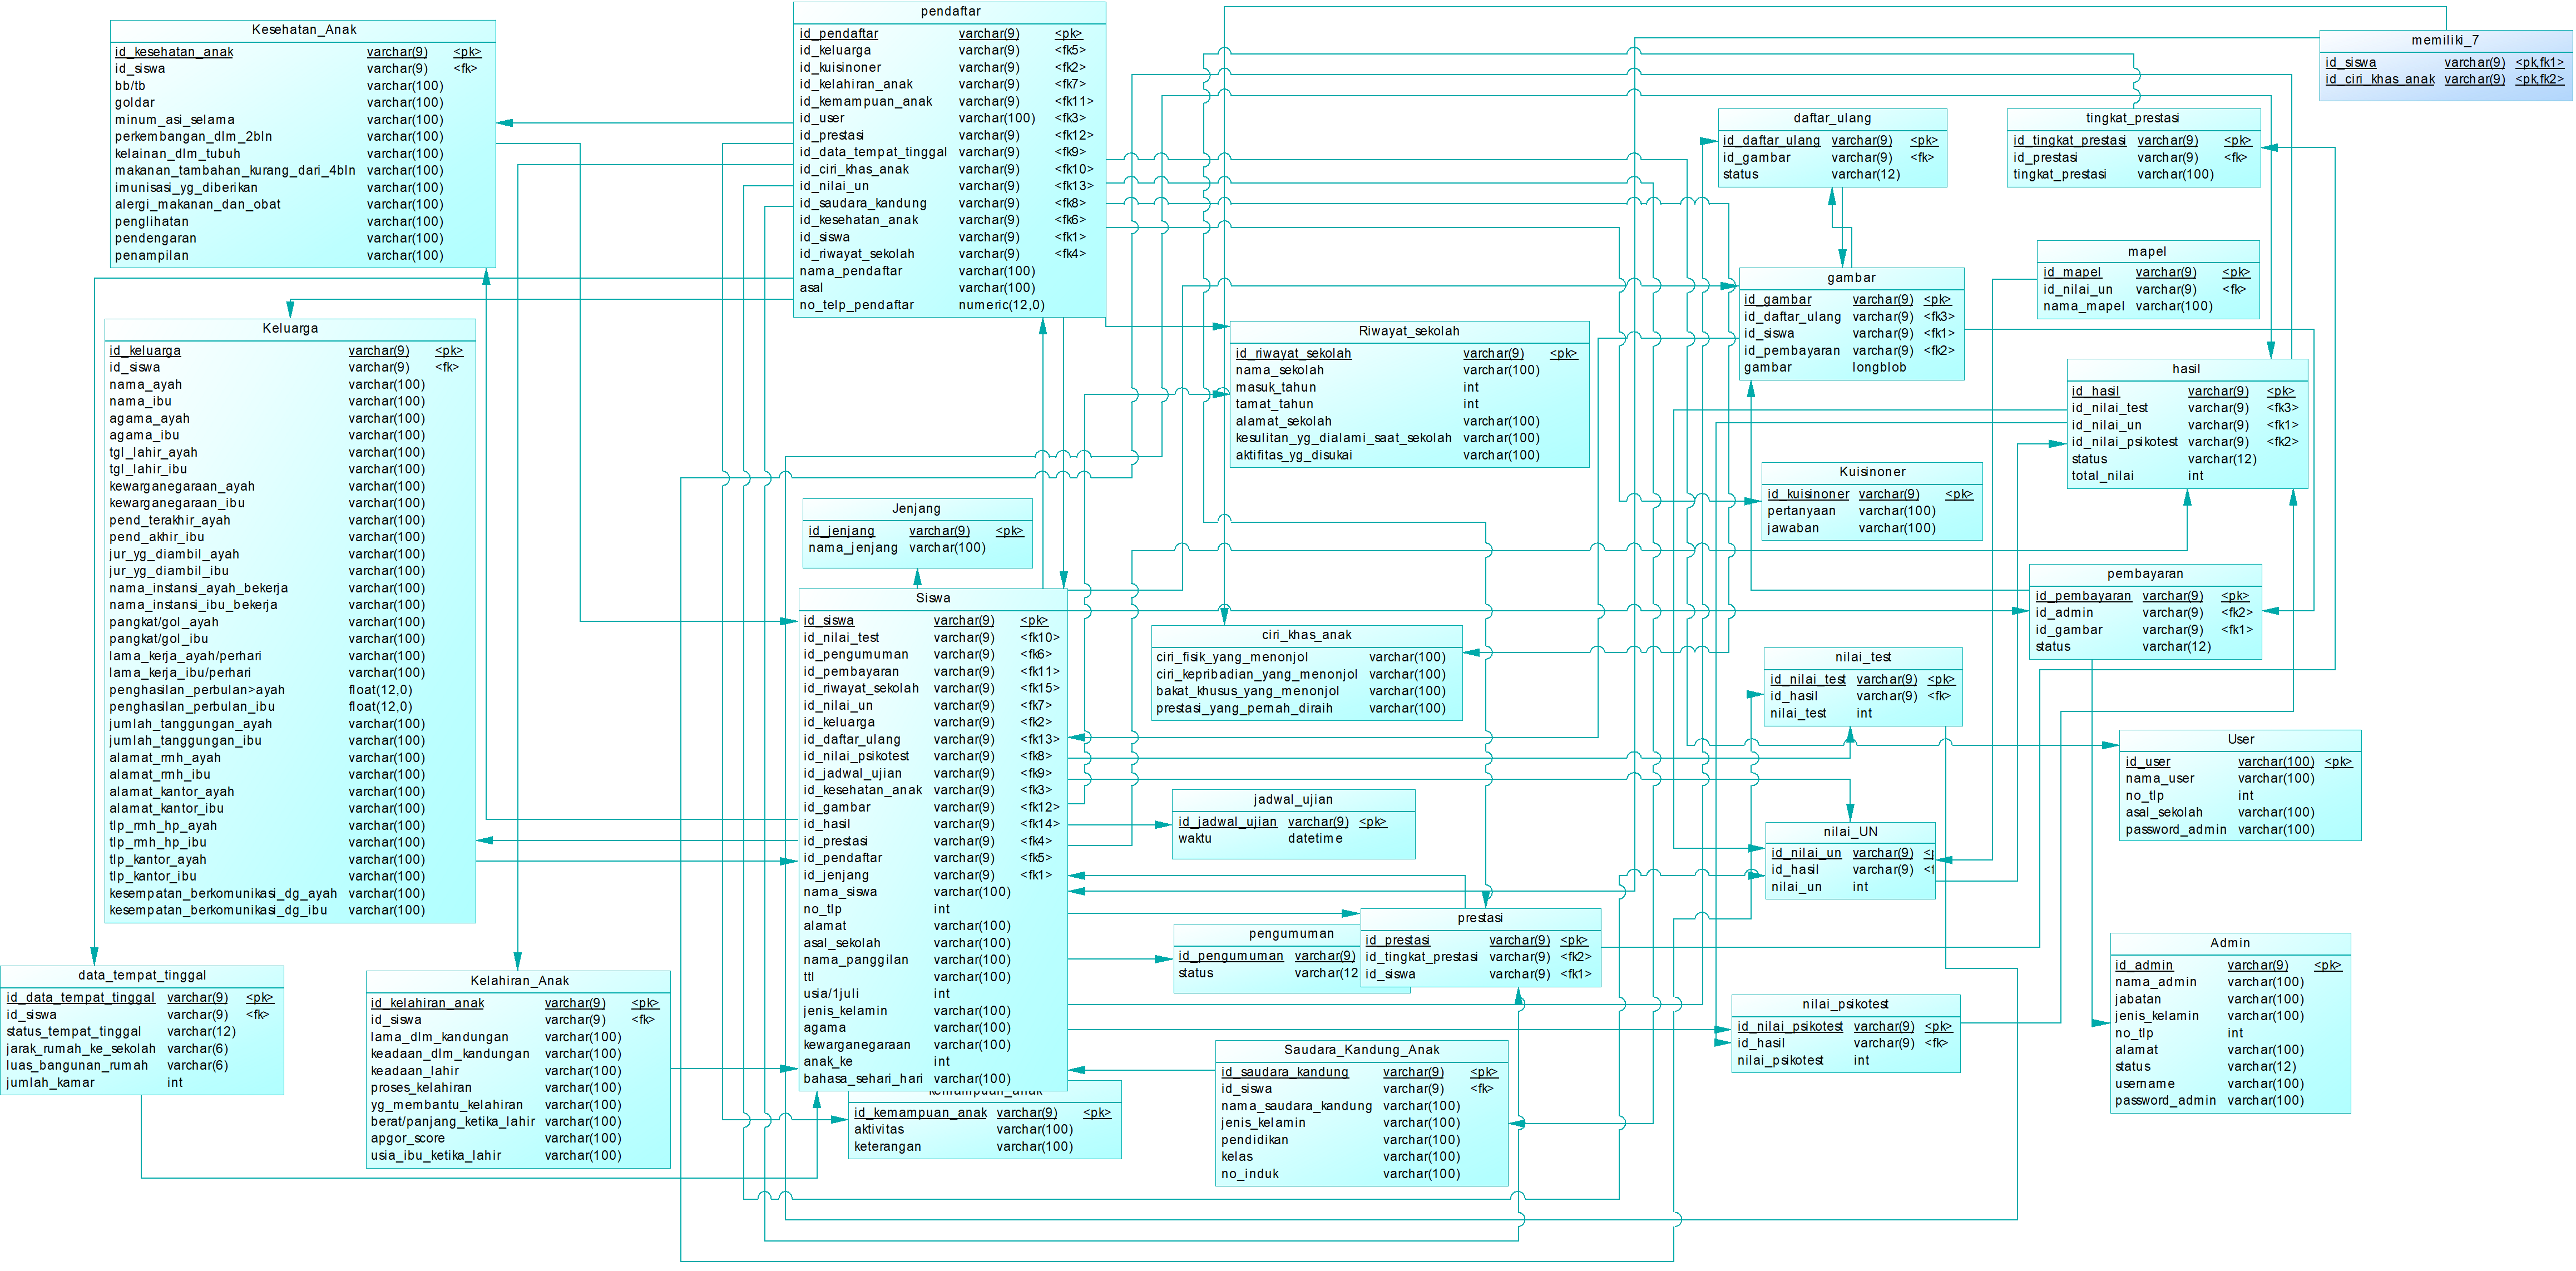 Kesehatan_Anak
id_kesehatan_anak varchar(9) <pk>
id_siswa varchar(9) <fk>
bb/tb varchar(100)
goldar varchar(100)
minum_asi_selama varchar(100)
perkembangan_dlm_2bln varchar(100)
kelainan_dlm_tubuh varchar(100)
makanan_tambahan_kurang_dari_4bln varchar(100)
imunisasi_yg_diberikan varchar(100)
alergi_makanan_dan_obat varchar(100)
penglihatan varchar(100)
pendengaran varchar(100)
penampilan varchar(100)
pendaftar
id_pendaftar varchar(9) <pk>
id_keluarga varchar(9) <fk5>
id_kuisinoner varchar(9) <fk2>
id_kelahiran_anak varchar(9) <fk7>
id_kemampuan_anak varchar(9) <fk11>
id_user varchar(100) <fk3>
id_prestasi varchar(9) <fk12>
id_data_tempat_tinggal varchar(9) <fk9>
id_ciri_khas_anak varchar(9) <fk10>
id_nilai_un varchar(9) <fk13>
id_saudara_kandung varchar(9) <fk8>
id_kesehatan_anak varchar(9) <fk6>
id_siswa varchar(9) <fk1>
id_riwayat_sekolah varchar(9) <fk4>
nama_pendaftar varchar(100)
asal varchar(100)
no_telp_pendaftar numeric(12,0)
memiliki_7
id_siswa varchar(9) <pk,fk1>
id_ciri_khas_anak varchar(9) <pk,fk2>
daftar_ulang
id_daftar_ulang varchar(9) <pk>
id_gambar varchar(9) <fk>
status varchar(12)
tingkat_prestasi
id_tingkat_prestasi varchar(9) <pk>
id_prestasi varchar(9) <fk>
tingkat_prestasi varchar(100)
mapel
id_mapel varchar(9) <pk>
id_nilai_un varchar(9) <fk>
nama_mapel varchar(100)
gambar
id_gambar varchar(9) <pk>
id_daftar_ulang varchar(9) <fk3>
id_siswa varchar(9) <fk1>
id_pembayaran varchar(9) <fk2>
gambar longblob
Keluarga
id_keluarga varchar(9) <pk>
id_siswa varchar(9) <fk>
nama_ayah varchar(100)
nama_ibu varchar(100)
agama_ayah varchar(100)
agama_ibu varchar(100)
tgl_lahir_ayah varchar(100)
tgl_lahir_ibu varchar(100)
kewarganegaraan_ayah varchar(100)
kewarganegaraan_ibu varchar(100)
pend_terakhir_ayah varchar(100)
pend_akhir_ibu varchar(100)
jur_yg_diambil_ayah varchar(100)
jur_yg_diambil_ibu varchar(100)
nama_instansi_ayah_bekerja varchar(100)
nama_instansi_ibu_bekerja varchar(100)
pangkat/gol_ayah varchar(100)
pangkat/gol_ibu varchar(100)
lama_kerja_ayah/perhari varchar(100)
lama_kerja_ibu/perhari varchar(100)
penghasilan_perbulan>ayah float(12,0)
penghasilan_perbulan_ibu float(12,0)
jumlah_tanggungan_ayah varchar(100)
jumlah_tanggungan_ibu varchar(100)
alamat_rmh_ayah varchar(100)
alamat_rmh_ibu varchar(100)
alamat_kantor_ayah varchar(100)
alamat_kantor_ibu varchar(100)
tlp_rmh_hp_ayah varchar(100)
tlp_rmh_hp_ibu varchar(100)
tlp_kantor_ayah varchar(100)
tlp_kantor_ibu varchar(100)
kesempatan_berkomunikasi_dg_ayah varchar(100)
kesempatan_berkomunikasi_dg_ibu varchar(100)
Riwayat_sekolah
id_riwayat_sekolah varchar(9) <pk>
nama_sekolah varchar(100)
masuk_tahun int
tamat_tahun int
alamat_sekolah varchar(100)
kesulitan_yg_dialami_saat_sekolah varchar(100)
aktifitas_yg_disukai varchar(100)
hasil
id_hasil varchar(9) <pk>
id_nilai_test varchar(9) <fk3>
id_nilai_un varchar(9) <fk1>
id_nilai_psikotest varchar(9) <fk2>
status varchar(12)
total_nilai int
Kuisinoner
id_kuisinoner varchar(9) <pk>
pertanyaan varchar(100)
jawaban varchar(100)
Jenjang
id_jenjang varchar(9) <pk>
nama_jenjang varchar(100)
Siswa
id_siswa varchar(9) <pk>
id_nilai_test varchar(9) <fk10>
id_pengumuman varchar(9) <fk6>
id_pembayaran varchar(9) <fk11>
id_riwayat_sekolah varchar(9) <fk15>
id_nilai_un varchar(9) <fk7>
id_keluarga varchar(9) <fk2>
id_daftar_ulang varchar(9) <fk13>
id_nilai_psikotest varchar(9) <fk8>
id_jadwal_ujian varchar(9) <fk9>
id_kesehatan_anak varchar(9) <fk3>
id_gambar varchar(9) <fk12>
id_hasil varchar(9) <fk14>
id_prestasi varchar(9) <fk4>
id_pendaftar varchar(9) <fk5>
id_jenjang varchar(9) <fk1>
nama_siswa varchar(100)
no_tlp int
alamat varchar(100)
asal_sekolah varchar(100)
nama_panggilan varchar(100)
ttl varchar(100)
usia/1juli int
jenis_kelamin varchar(100)
agama varchar(100)
kewarganegaraan varchar(100)
anak_ke int
bahasa_sehari_hari varchar(100)
pembayaran
id_pembayaran varchar(9) <pk>
id_admin varchar(9) <fk2>
id_gambar varchar(9) <fk1>
status varchar(12)
ciri_khas_anak
ciri_fisik_yang_menonjol varchar(100)
ciri_kepribadian_yang_menonjol varchar(100)
bakat_khusus_yang_menonjol varchar(100)
prestasi_yang_pernah_diraih varchar(100)
nilai_test
id_nilai_test varchar(9) <pk>
id_hasil varchar(9) <fk>
nilai_test int
User
id_user varchar(100) <pk>
nama_user varchar(100)
no_tlp int
asal_sekolah varchar(100)
password_admin varchar(100)
jadwal_ujian
id_jadwal_ujian varchar(9) <pk>
waktu datetime
nilai_UN
id_nilai_un varchar(9)
id_hasil varchar(9)
nilai_un int
prestasi
id_prestasi varchar(9) <pk>
id_tingkat_prestasi varchar(9) <fk2>
id_siswa varchar(9) <fk1>
pengumuman
id_pengumuman varchar(9)
status varchar(12
Admin
id_admin varchar(9) <pk>
nama_admin varchar(100)
jabatan varchar(100)
jenis_kelamin varchar(100)
no_tlp int
alamat varchar(100)
status varchar(12)
username varchar(100)
password_admin varchar(100)
data_tempat_tinggal
id_data_tempat_tinggal varchar(9) <pk>
id_siswa varchar(9) <fk>
status_tempat_tinggal varchar(12)
jarak_rumah_ke_sekolah varchar(6)
luas_bangunan_rumah varchar(6)
jumlah_kamar int
Kelahiran_Anak
id_kelahiran_anak varchar(9) <pk>
id_siswa varchar(9) <fk>
lama_dlm_kandungan varchar(100)
keadaan_dlm_kandungan varchar(100)
keadaan_lahir varchar(100)
proses_kelahiran varchar(100)
yg_membantu_kelahiran varchar(100)
berat/panjang_ketika_lahir varchar(100)
apgor_score varchar(100)
usia_ibu_ketika_lahir varchar(100)
nilai_psikotest
id_nilai_psikotest varchar(9) <pk>
id_hasil varchar(9) <fk>
nilai_psikotest int
Saudara_Kandung_Anak
id_saudara_kandung varchar(9) <pk>
id_siswa varchar(9) <fk>
nama_saudara_kandung varchar(100)
jenis_kelamin varchar(100)
pendidikan varchar(100)
kelas varchar(100)
no_induk varchar(100)
kemampuan_anak
id_kemampuan_anak varchar(9) <pk>
aktivitas varchar(100)
keterangan varchar(100)